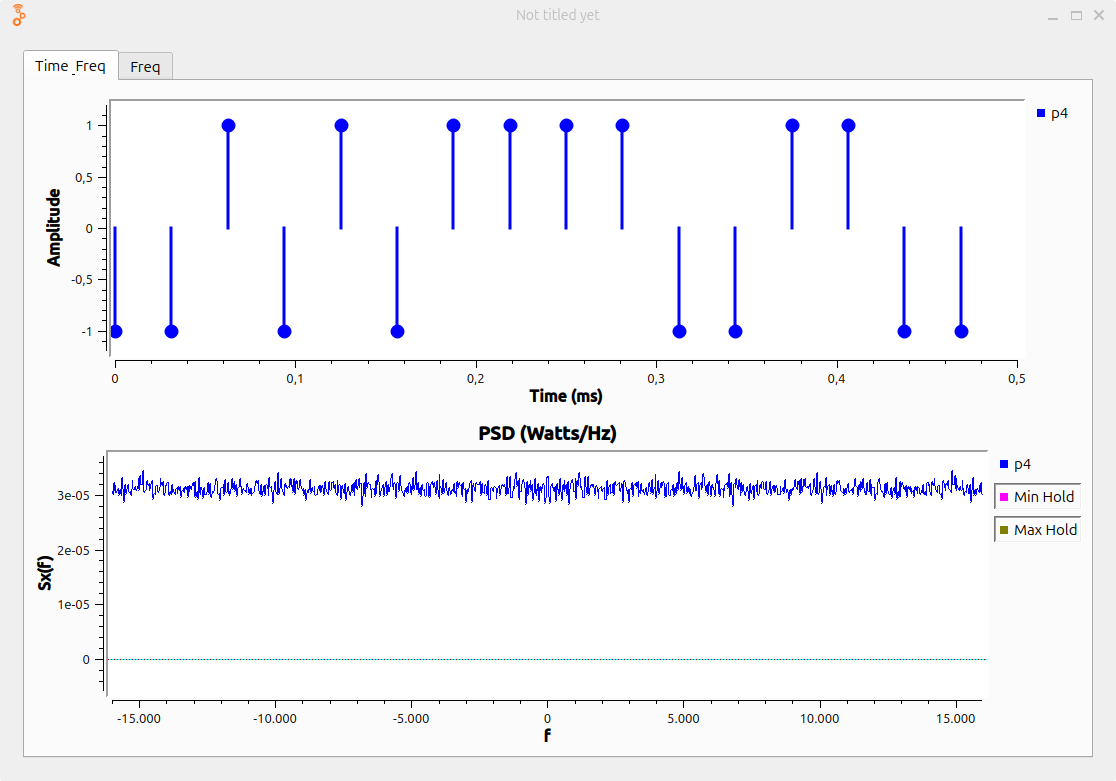 Not titled yet
Time_Freq
Freq
p4
1
0,5
0
-0,5
-1
Amplitude
0
0,1
0,2
0,3
0,4
0,5
Time (ms)
PSD (Watts/Hz)
p4
Min Hold
Max Hold
3e-05
2e-05
1e-05
0
Sx(f)
-15.000
-10.000
-5.000
0
5.000
10.000
15.000
f